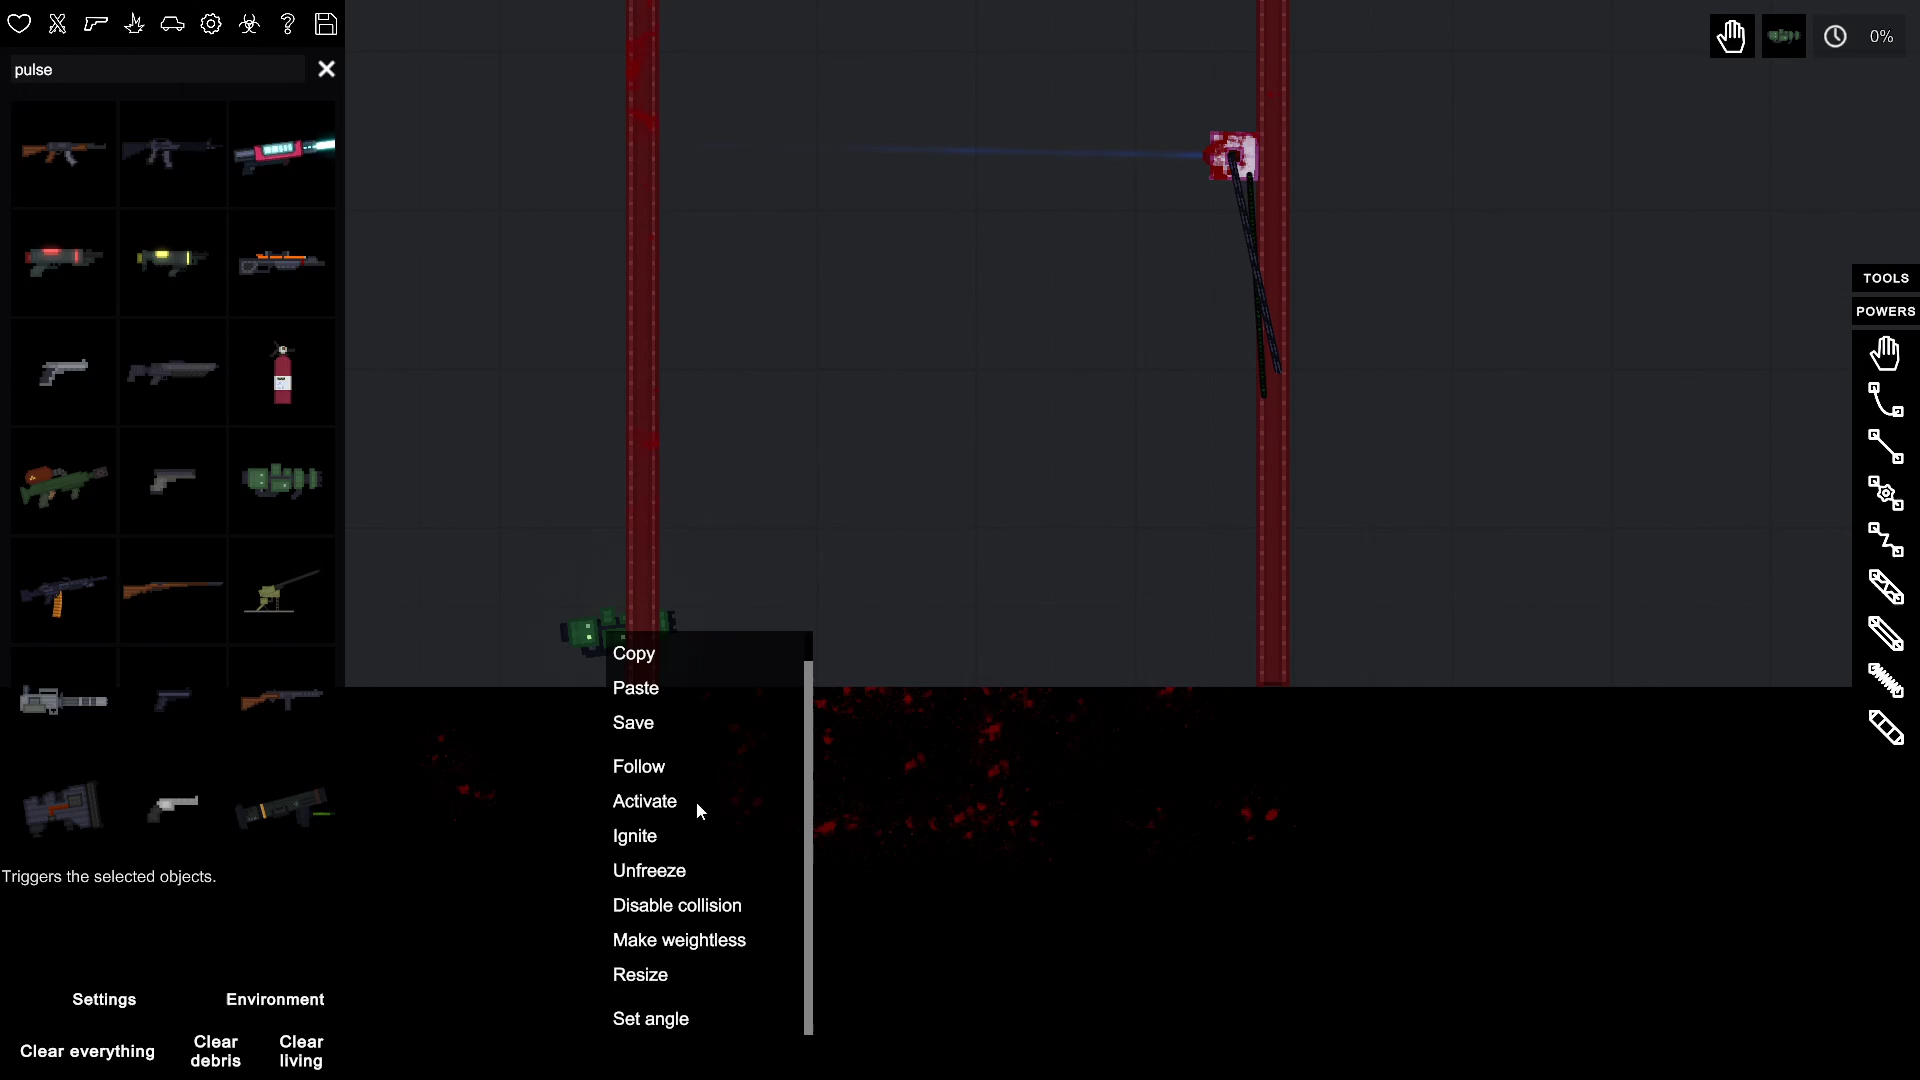 pulse
0%
TOOLS
POWERS
Copy
Paste
Save
Follow
Activate
Ignite
Unfreeze
Disable collision
Make weightless
Resize
Set angle
Triggers the selected objects.
Settings
Environment
Clear everything
Clear
debris
Clear
living